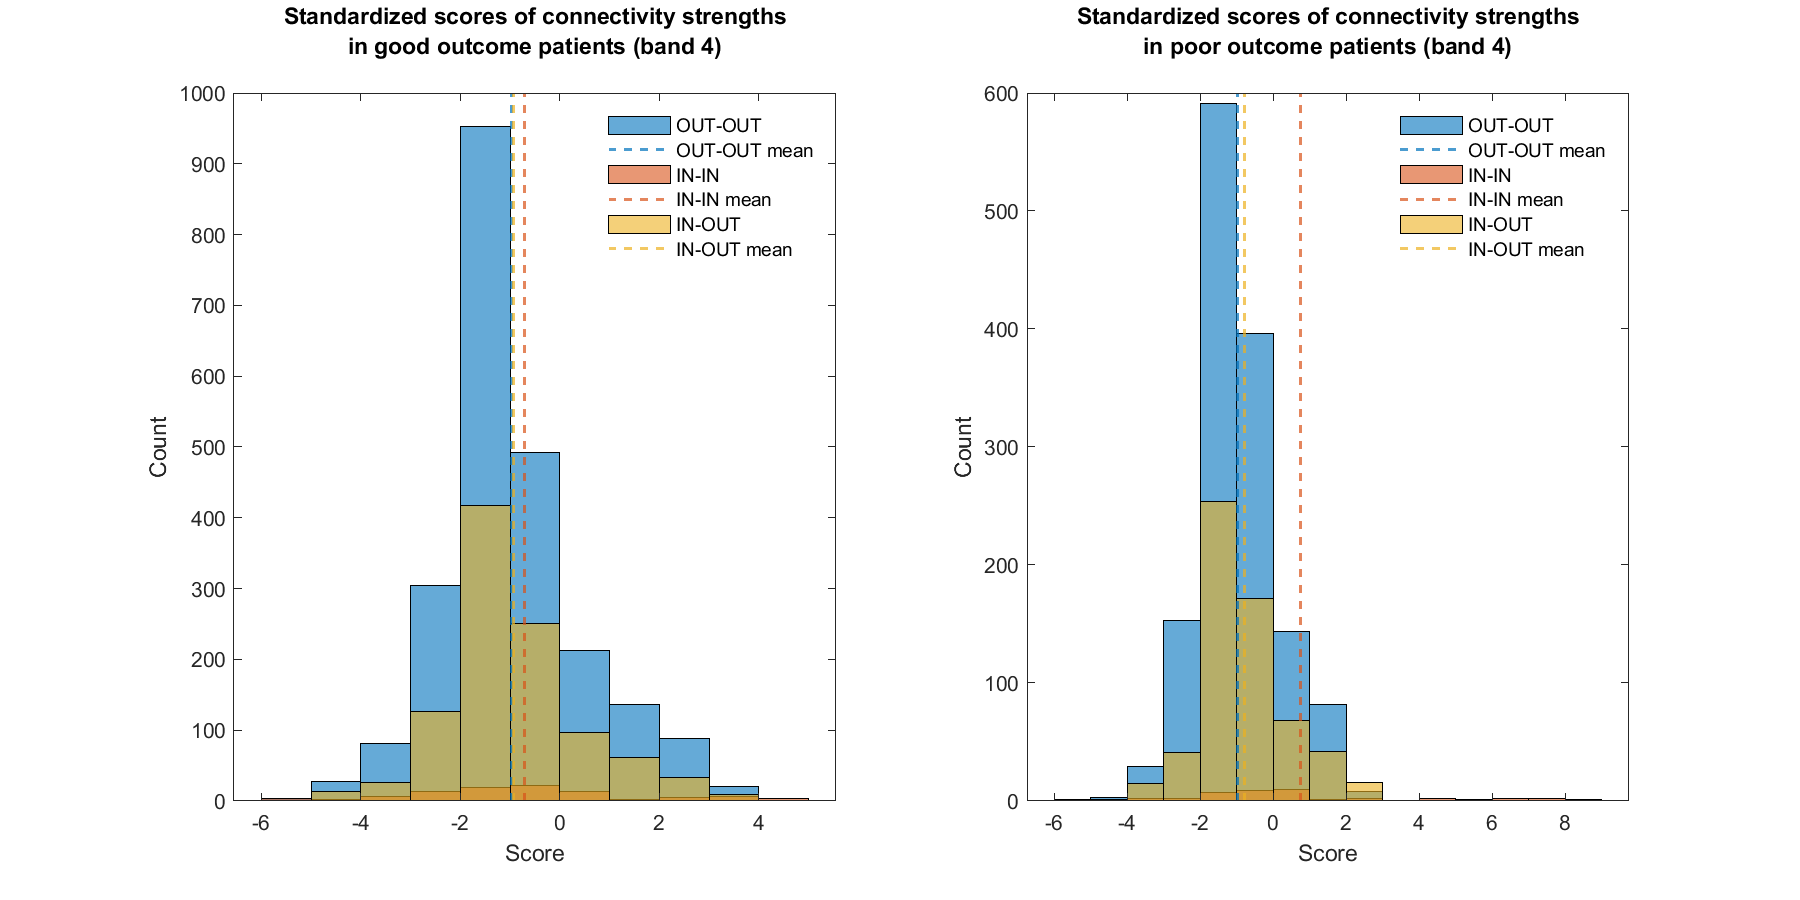 Standardized scores of connectivity strengths
in good outcome patients (band 4)
1000
900
800
700
600
500
400
300
200
100
0
Count
-6
-4
-2
0
2
4
Score
OUT-OUT
OUT-OUT mean
IN-IN
IN-IN mean
IN-OUT
IN-OUT mean
Standardized scores of connectivity strengths
in poor outcome patients (band 4)
600
500
400
300
200
100
0
Count
-6
-4
-2
0
2
4
6
8
Score
OUT-OUT
OUT-OUT mean
IN-IN
IN-IN mean
IN-OUT
IN-OUT mean